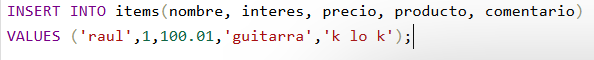 INSERT INTO items(nombre, interes, precio, producto, comentario)
VALUES ('raul',1,100.01,'guitarra','k lo k');